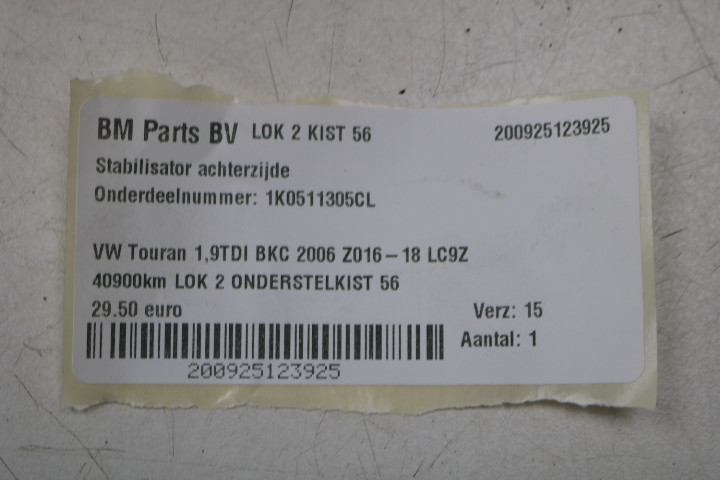 BM Parts BV LOK 2 KIST 56 200925123925
Stabilisator achterzijde
Onderdeelnummer: 1K0511305CL
VW Touran 1,9TDI BKC 2006 Z016-18 LC9Z
40900km LOK 2 ONDERSTELKIST 56
29.50 euro Verz: 15
Aantal: 1
200925123925